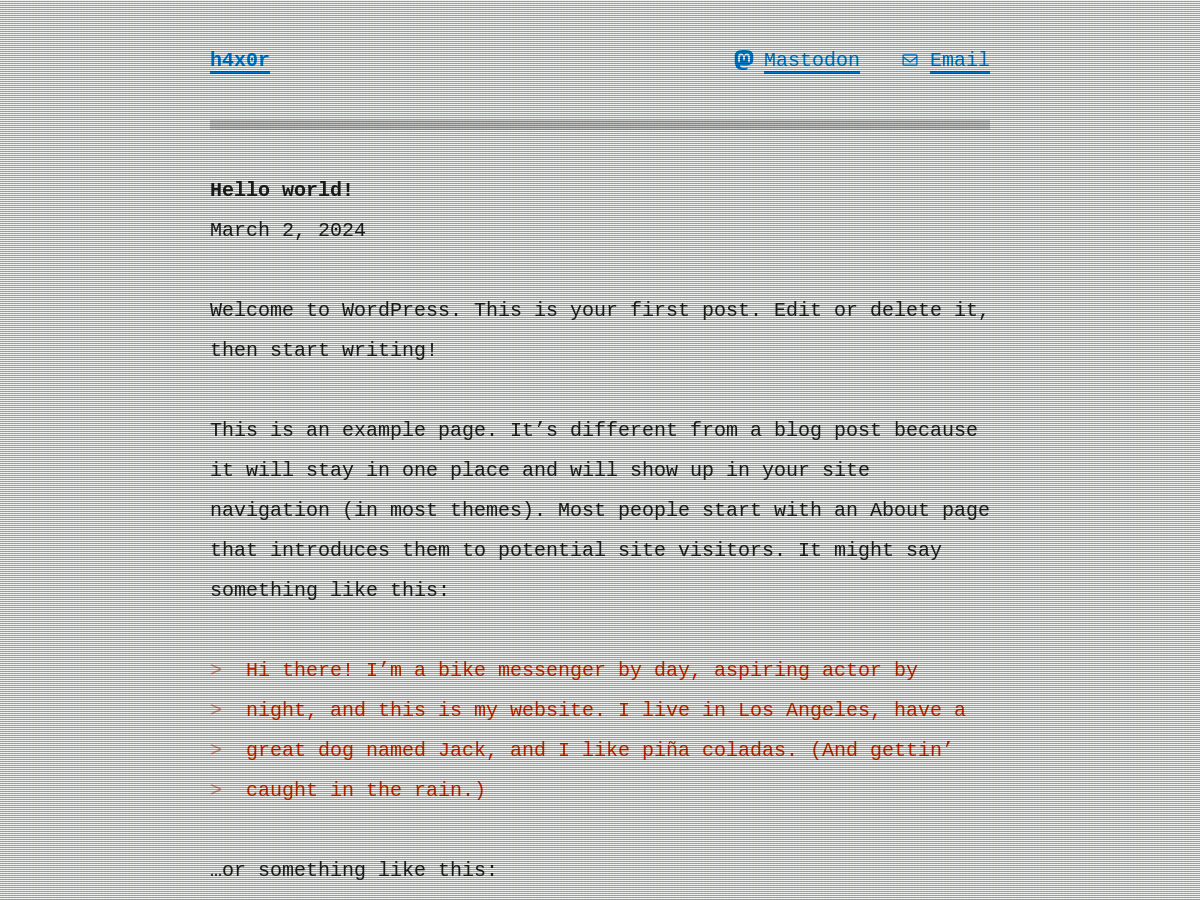 h4x0r
Mastodon Email
Hello world!
March 2, 2024
Welcome to WordPress. This is your first post. Edit or delete it,
then start writing!
This is an example page. It’s different from a blog post because
it will stay in one place and will show up in your site
navigation (in most themes). Most people start with an About page
that introduces them to potential site visitors. It might say
something like this:
> Hi there! I’m a bike messenger by day, aspiring actor by
> night, and this is my website. I live in Los Angeles, have a
> great dog named Jack, and I like piña coladas. (And gettin’
> caught in the rain.)
…or something like this: